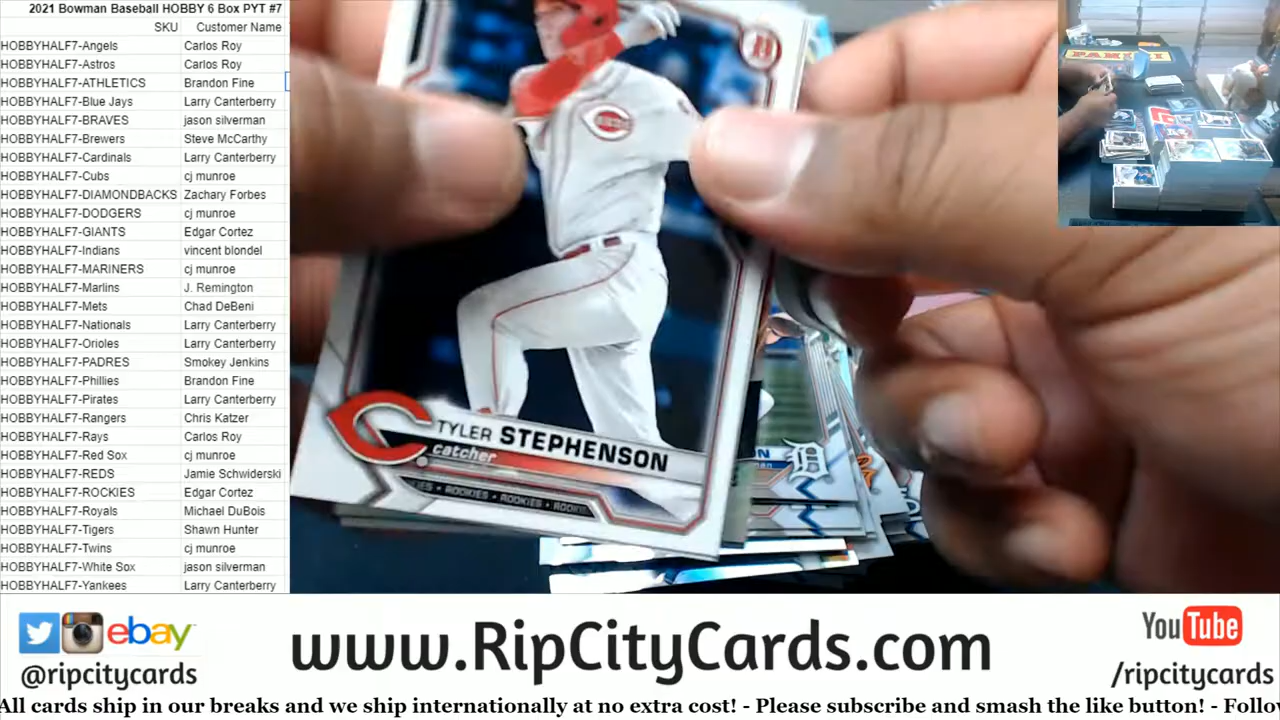 2021 Bowman Baseball HOBBY 6 Box PYT #7
SKU Customer Name
HOBBYHALF7-Angels Carlos Roy
HOBBYHALF7-Astros Carlos Roy
HOBBYHALF7-ATHLETICS Brandon Fine
HOBBYHALF7-Blue Jays Larry Canterberry
HOBBYHALF7-BRAVES jason silverman
HOBBYHALF7-Brewers Steve McCarthy
HOBBYHALF7-Cardinals Larry Canterberry
HOBBYHALF7-Cubs cj munroe
HOBBYHALF7-DIAMONDBACKS Zachary Forbes
HOBBYHALF7-DODGERS cj munroe
HOBBYHALF7-GIANTS Edgar Cortez
HOBBYHALF7-Indians vincent blondel
HOBBYHALF7-MARINERS cj munroe
HOBBYHALF7-Marlins J. Remington
HOBBYHALF7-Mets Chad DeBeni
HOBBYHALF7-Nationals Larry Canterberry
HOBBYHALF7-Orioles Larry Canterberry
HOBBYHALF7-PADRES Smokey Jenkins
HOBBYHALF7-Phillies Brandon Fine
HOBBYHALF7-Pirates Larry Canterberry
HOBBYHALF7-Rangers Chris Katzer
HOBBYHALF7-Rays Carlos Roy
HOBBYHALF7-Red Sox cj munroe
HOBBYHALF7-REDS Jamie Schwiderski
HOBBYHALF7-ROCKIES Edgar Cortez
HOBBYHALF7-Royals Michael DuBois
HOBBYHALF7-Tigers Shawn Hunter
HOBBYHALF7-Twins cj munroe
HOBBYHALF7-White Sox jason silverman
HOBBYHALF7-Yankees Larry Canterberry
PANINI
REDS
TYLER STEPHENSON
catcher
IES • ROOKIES • ROOKIES • ROOKIE
ebay
@ripcitycards
www.RipCityCards.com
YouTube
/ripcitycards
All cards ship in our breaks and we ship internationally at no extra cost! - Please subscribe and smash the like button! - Follo